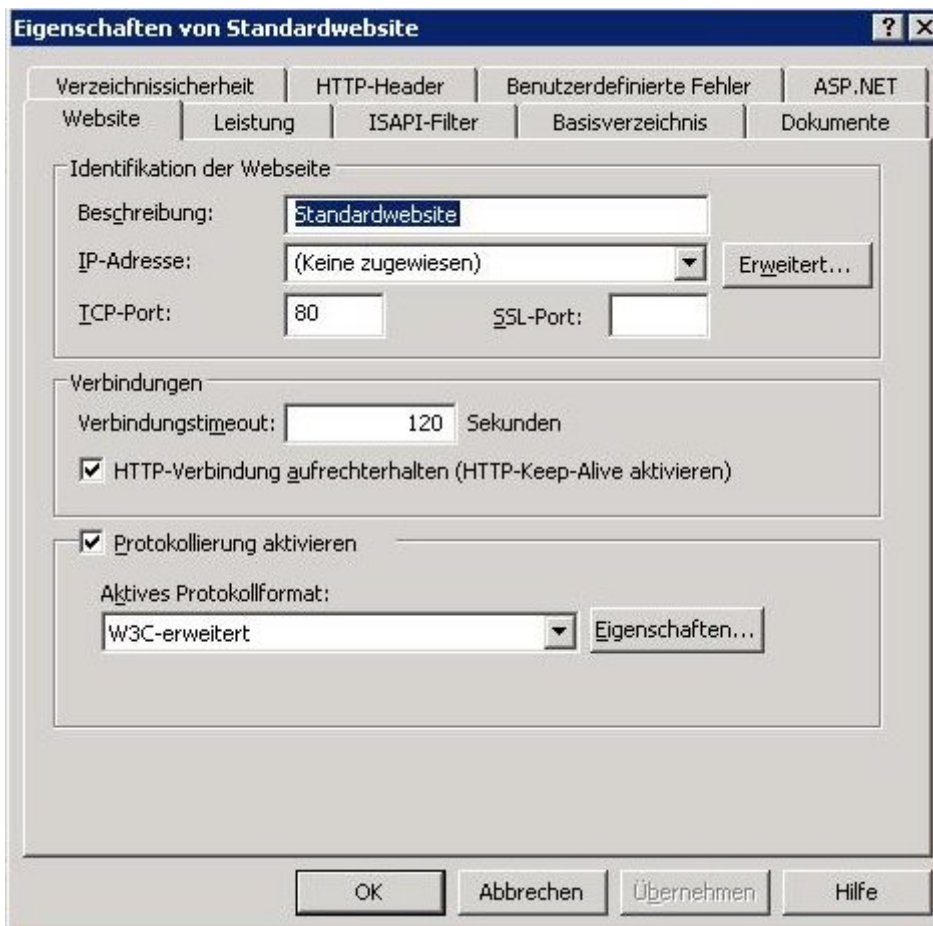 Eigenschaften von Standardwebsite
Verzeichnissicherheit HTTP-Header Benutzerdefinierte Fehler ASP.NET
Website Leistung ISAPI-Filter Basisverzeichnis Dokumente
Identifikation der Webseite
Beschreibung: Standardwebsite
IP-Adresse: (Keine zugewiesen) Erweitert...
TCP-Port: 80 SSL-Port:
Verbindungen
Verbindungstimeout: 120 Sekunden
HTTP-Verbindung aufrechterhalten (HTTP-Keep-Alive aktivieren)
Protokollierung aktivieren
Aktives Protokollformat:
W3C-erweitert Eigenschaften...
OK Abbrechen Übernehmen Hilfe